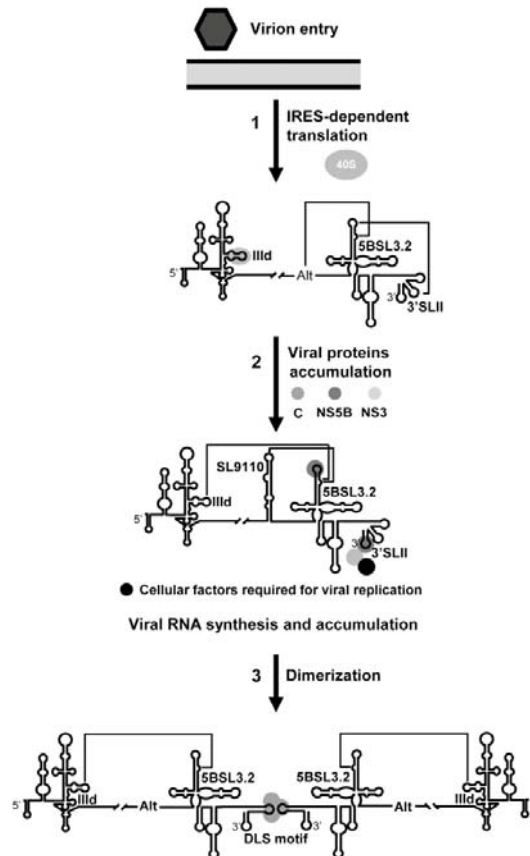 Virion entry
1 IRES-dependent
translation
40S
IIId
5BSL3.2
5'
Alt
3'
3'SLII
2 Viral proteins
accumulation
C NS5B NS3
SL9110
IIId
5BSL3.2
5'
3'
3'SLII
Cellular factors required for viral replication
Viral RNA synthesis and accumulation
3 Dimerization
5BSL3.2 5BSL3.2
IIId IIId
5' Alt Alt 5'
3' 3'
DLS motif